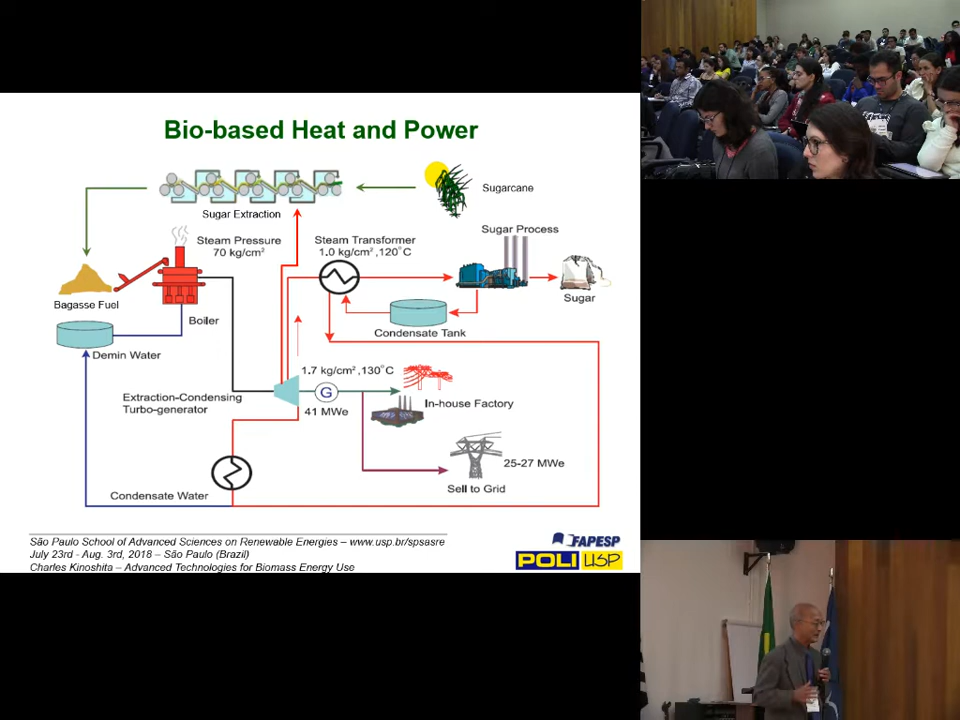 Bio-based Heat and Power
Sugarcane
Sugar Extraction
Steam Pressure
70 kg/cm²
Steam Transformer
1.0 kg/cm² ,120°C
Sugar Process
Sugar
Bagasse Fuel
Boiler
Condensate Tank
Demin Water
1.7 kg/cm² ,130°C
Extraction-Condensing
Turbo-generator
G
41 MWe
In-house Factory
25-27 MWe
Sell to Grid
Condensate Water
São Paulo School of Advanced Sciences on Renewable Energies – www.usp.br/spsasre
July 23rd - Aug. 3rd, 2018 – São Paulo (Brazil)
Charles Kinoshita – Advanced Technologies for Biomass Energy Use
FAPESP
POLI USP